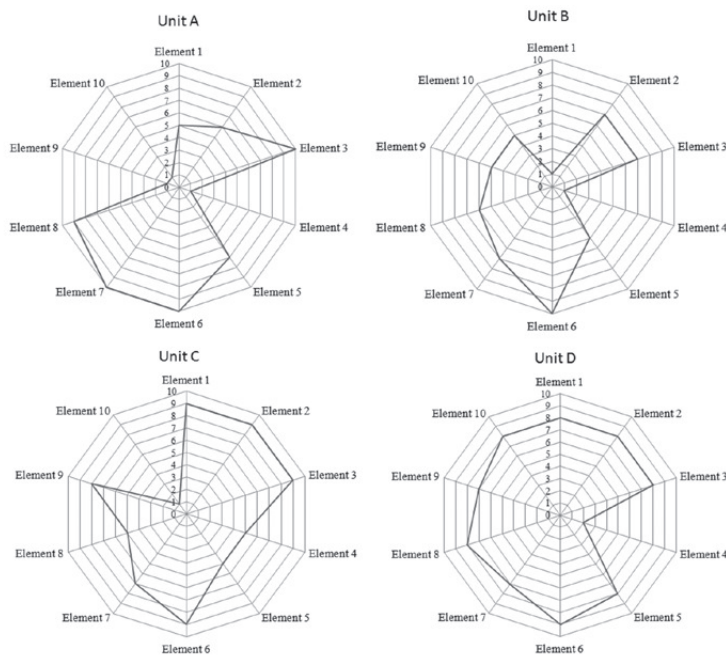 Unit A
Element 1
Element 2
Element 3
Element 4
Element 5
Element 6
Element 7
Element 8
Element 9
Element 10
10
9
8
7
6
5
4
3
2
1
0
Unit B
Element 1
Element 2
Element 3
Element 4
Element 5
Element 6
Element 7
Element 8
Element 9
Element 10
10
9
8
7
6
5
4
3
2
1
0
Unit C
Element 1
Element 2
Element 3
Element 4
Element 5
Element 6
Element 7
Element 8
Element 9
Element 10
10
9
8
7
6
5
4
3
2
1
0
Unit D
Element 1
Element 2
Element 3
Element 4
Element 5
Element 6
Element 7
Element 8
Element 9
Element 10
10
9
8
7
6
5
4
3
2
1
0